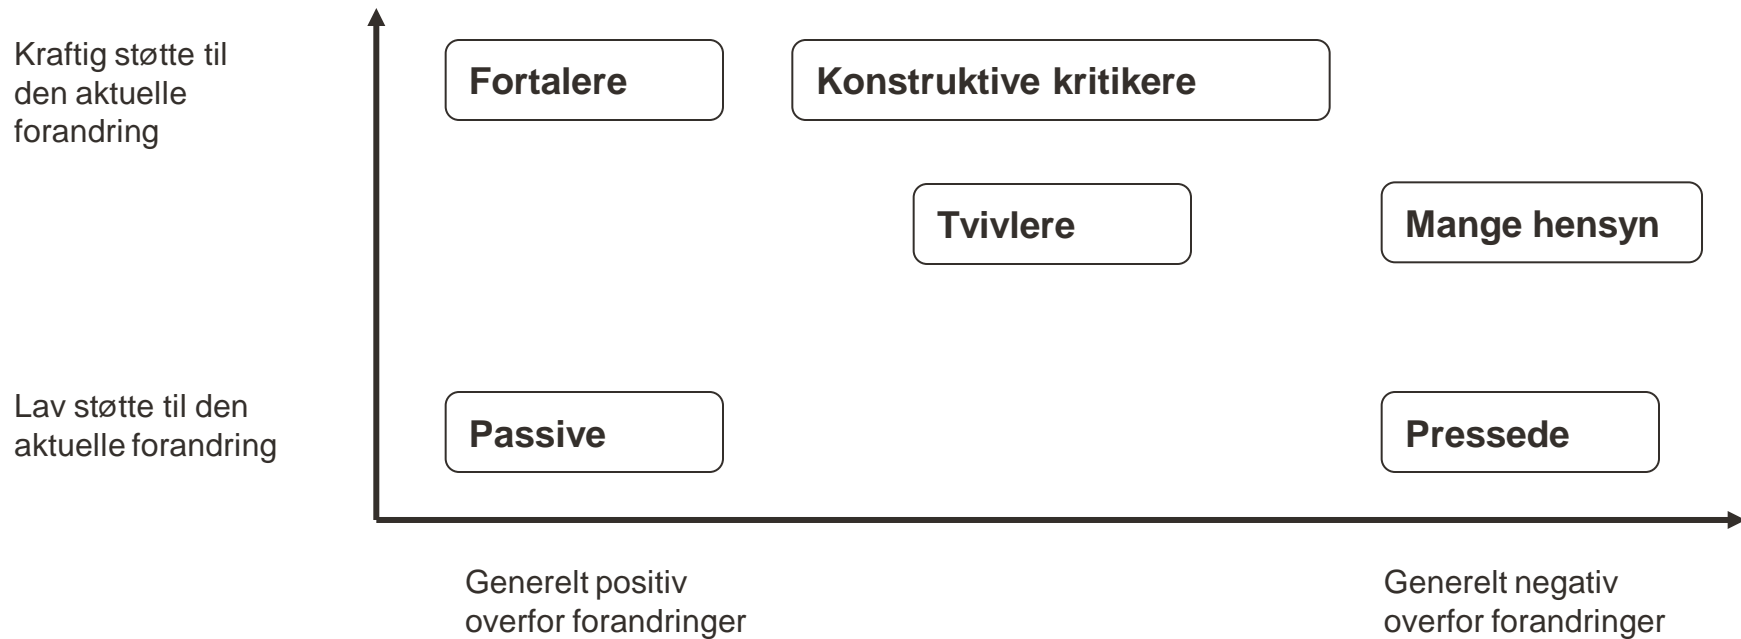 Kraftig støtte til
den aktuelle
forandring
Fortalere
Konstruktive kritikere
Tvivlere
Mange hensyn
Lav støtte til den
aktuelle forandring
Passive
Pressede
Generelt positiv
overfor forandringer
Generelt negativ
overfor forandringer